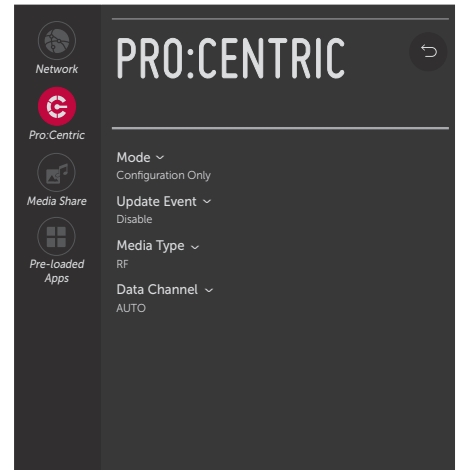 Network
Pro:Centric
Media Share
Pre-loaded
Apps
PRO:CENTRIC
Mode
Configuration Only
Update Event
Disable
Media Type
RF
Data Channel
AUTO